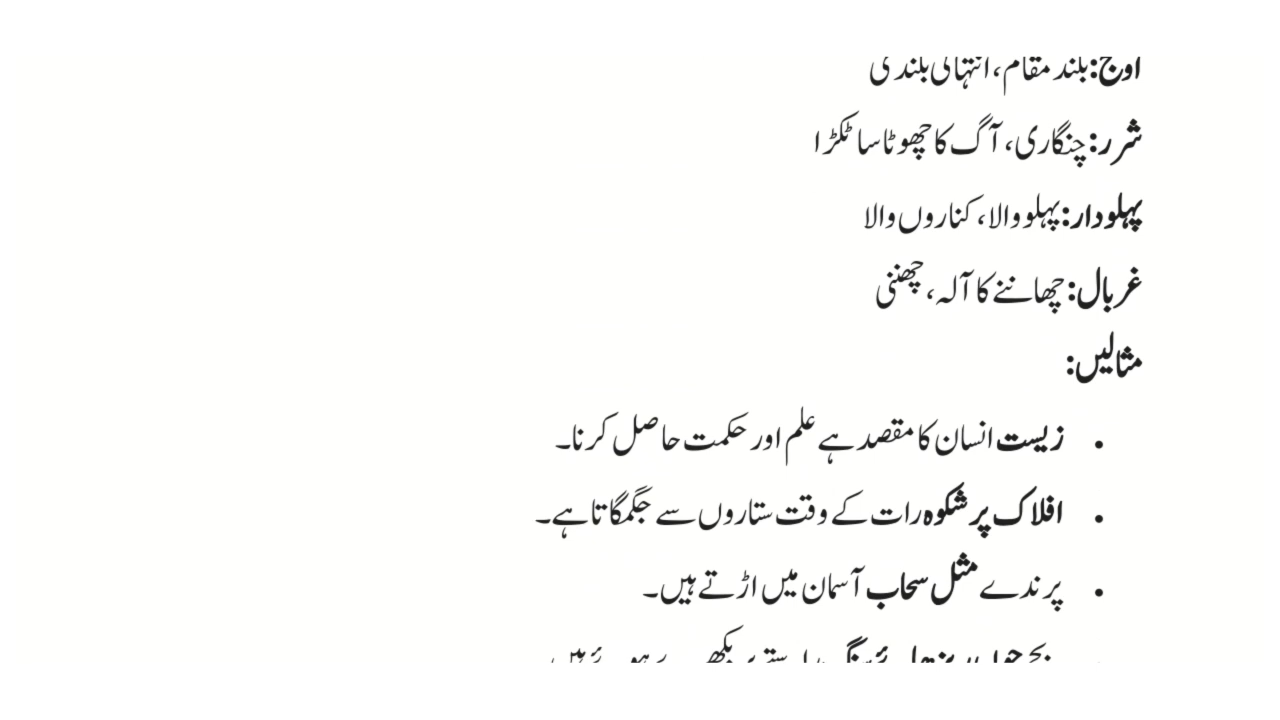 اوج: بلند مقام، انتہائی بلندی
شرر: چنگاری، آگ کا چھوٹا سا ٹکڑا
پہلودار: پہلو والا، کناروں والا
غربال: چھاننے کا آلہ، چھننی
مثالیں:
• زیست انسان کا مقصد ہے علم اور حکمت حاصل کرنا۔
• افلاک پر شکوہ رات کے وقت ستاروں سے جگمگاتا ہے۔
• پرندے مثل سحاب آسمان میں اڑتے ہیں۔